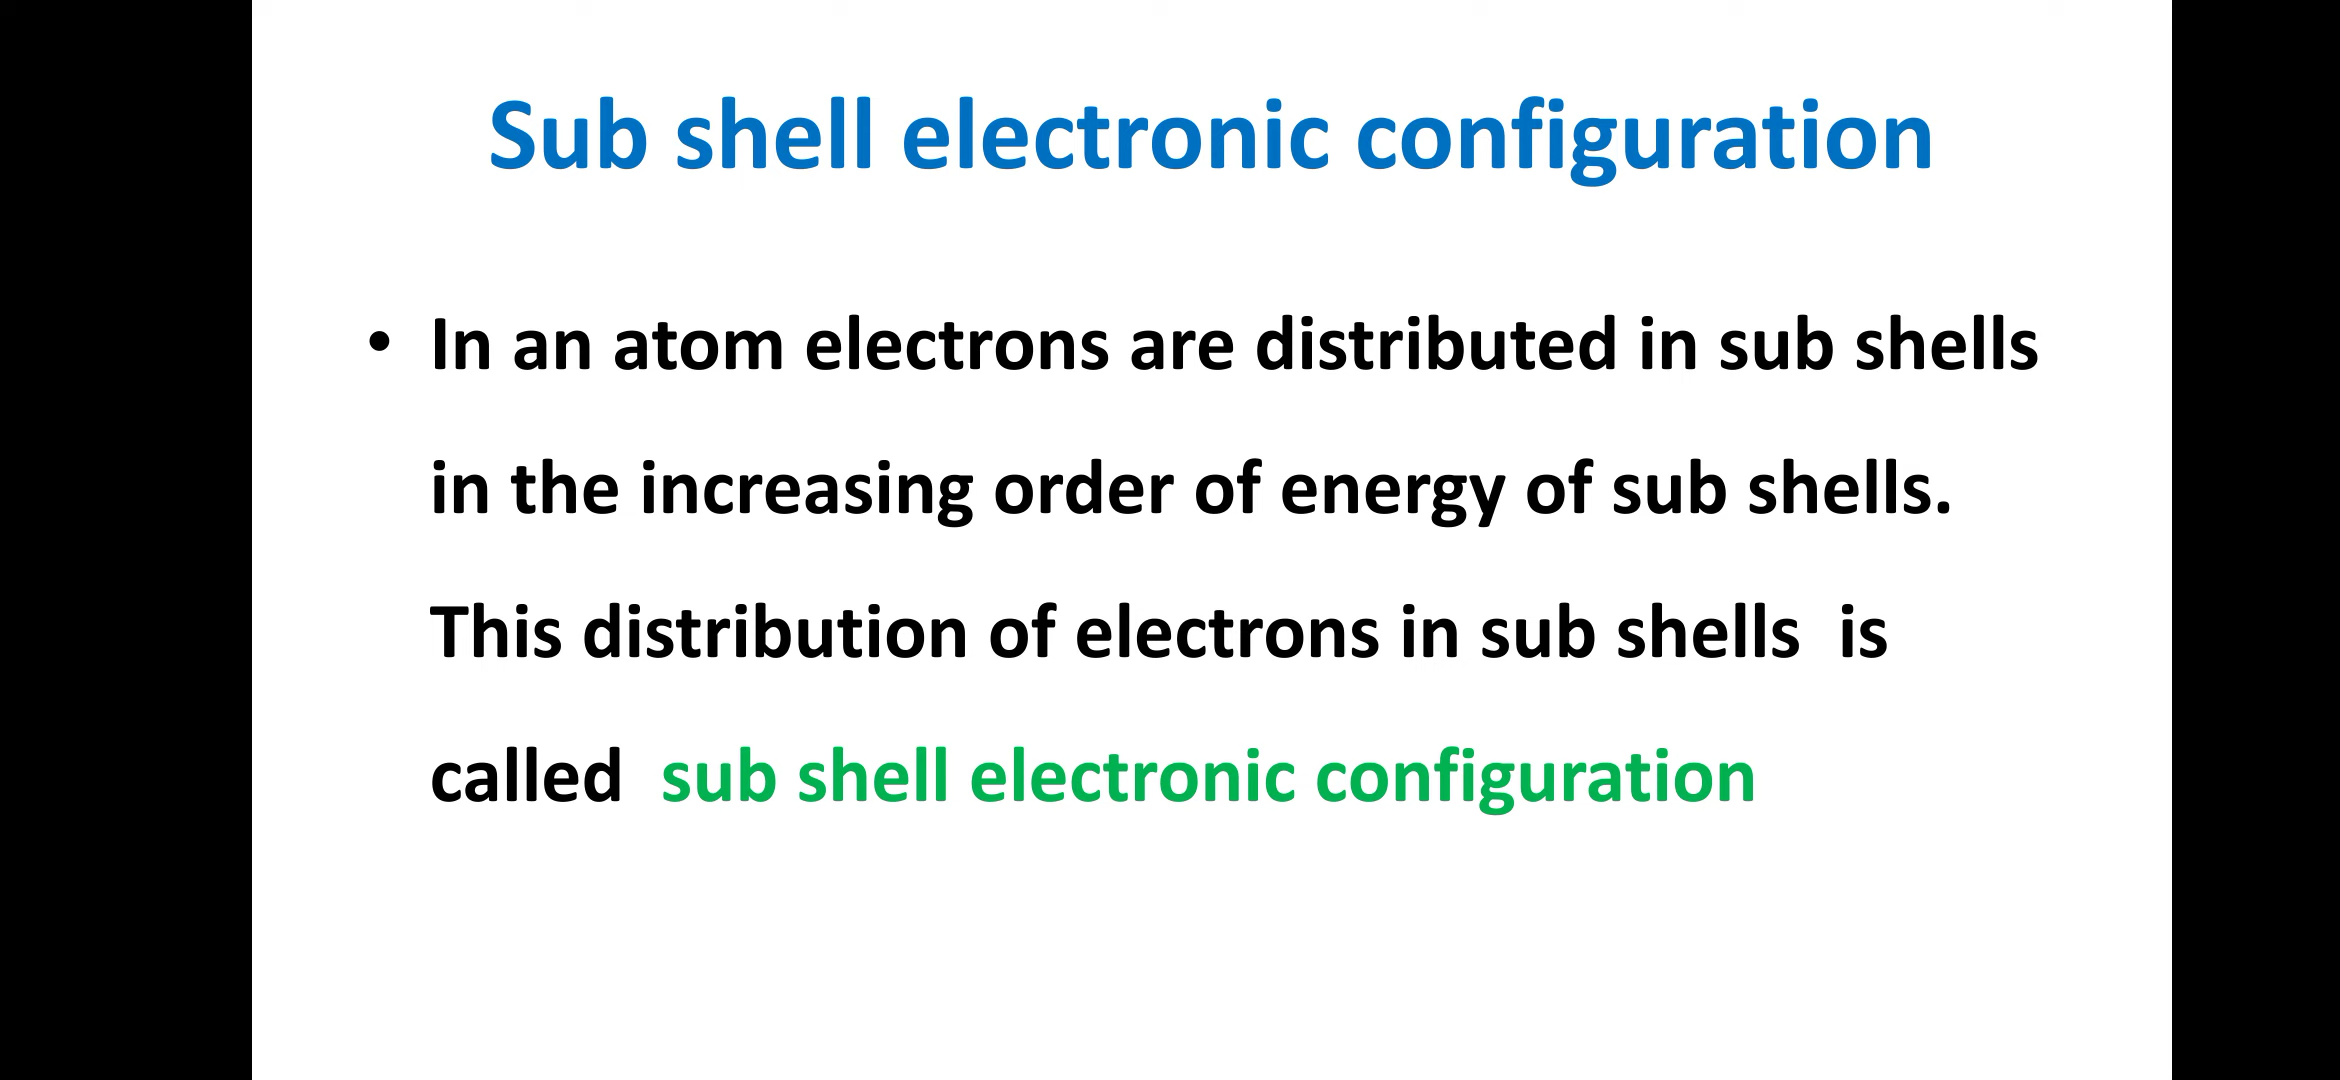 Sub shell electronic configuration
• In an atom electrons are distributed in sub shells
in the increasing order of energy of sub shells.
This distribution of electrons in sub shells  is
called  sub shell electronic configuration